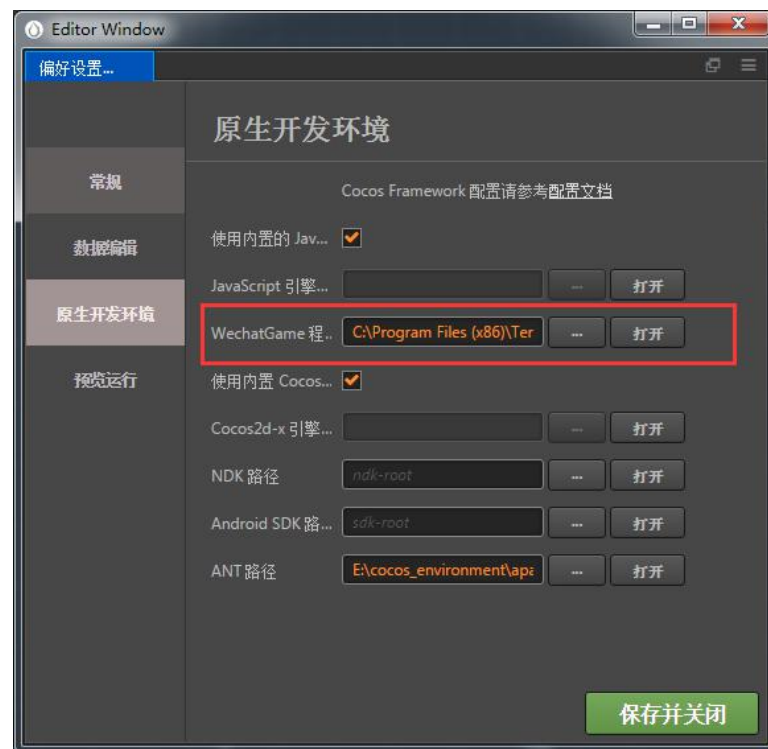 Editor Window
偏好设置...
原生开发环境
常规
数据编辑
原生开发环境
预览运行
Cocos Framework 配置请参考配置文档
使用内置的 Jav...
JavaScript 引擎... ... 打开
WechatGame 程.. C:\Program Files (x86)\Ter ... 打开
使用内置 Cocos...
Cocos2d-x 引擎... ... 打开
NDK 路径 ndk-root ... 打开
Android SDK 路... sdk-root ... 打开
ANT 路径 E:\cocos_environment\apa ... 打开
保存并关闭